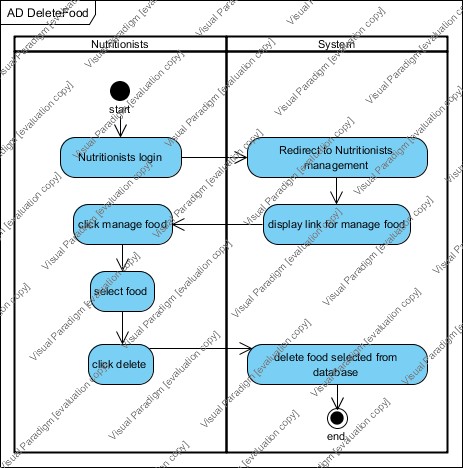 AD DeleteFood
Nutritionists
System
start
Nutritionists login
Redirect to Nutritionists
management
click manage food
display link for manage food
select food
click delete
delete food selected from
database
end
Visual Paradigm [evaluation copy]